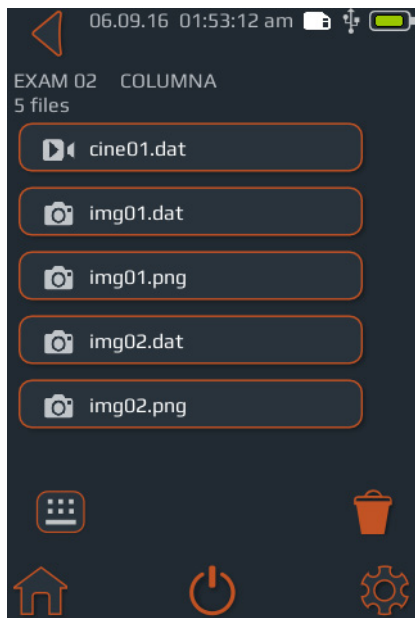 06.09.16 01:53:12 am
EXAM 02 COLUMNA
5 files
cine01.dat
img01.dat
img01.png
img02.dat
img02.png